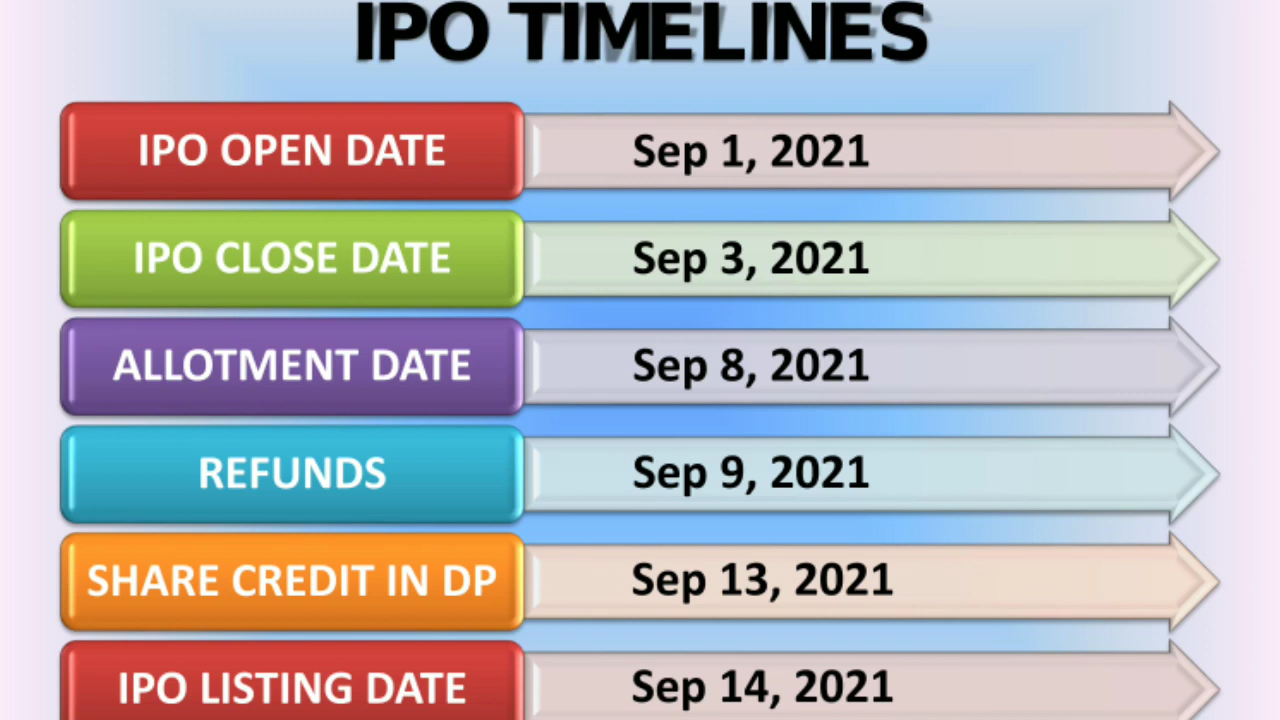 IPO TIMELINES
IPO OPEN DATE Sep 1, 2021
IPO CLOSE DATE Sep 3, 2021
ALLOTMENT DATE Sep 8, 2021
REFUNDS Sep 9, 2021
SHARE CREDIT IN DP Sep 13, 2021
IPO LISTING DATE Sep 14, 2021